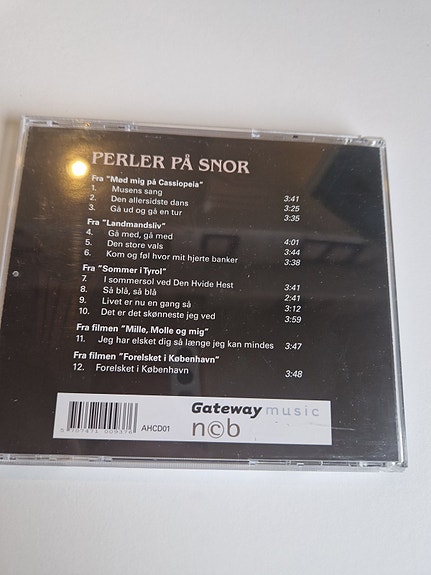 PERLER PÅ SNOR
Fra "Mød mig på Cassiopeia"
1. Musens sang 3:41
2. Den allersidste dans 3:25
3. Gå ud og gå en tur 3:35
Fra "Landmandsliv"
4. Gå med, gå med 4:01
5. Den store vals 3:44
6. Kom og føl hvor mit hjerte banker 3:38
Fra "Sommer i Tyrol"
7. I sommersol ved Den Hvide Hest 3:41
8. Så blå, så blå 2:41
9. Livet er nu en gang så 3:12
10. Det er det skønneste jeg ved 3:59
Fra filmen "Mille, Molle og mig"
11. Jeg har elsket dig så længe jeg kan mindes 3:47
Fra filmen "Forelsket i København"
12. Forelsket i København 3:48
Gateway music
n©b
AHCD01
5 707471 009376